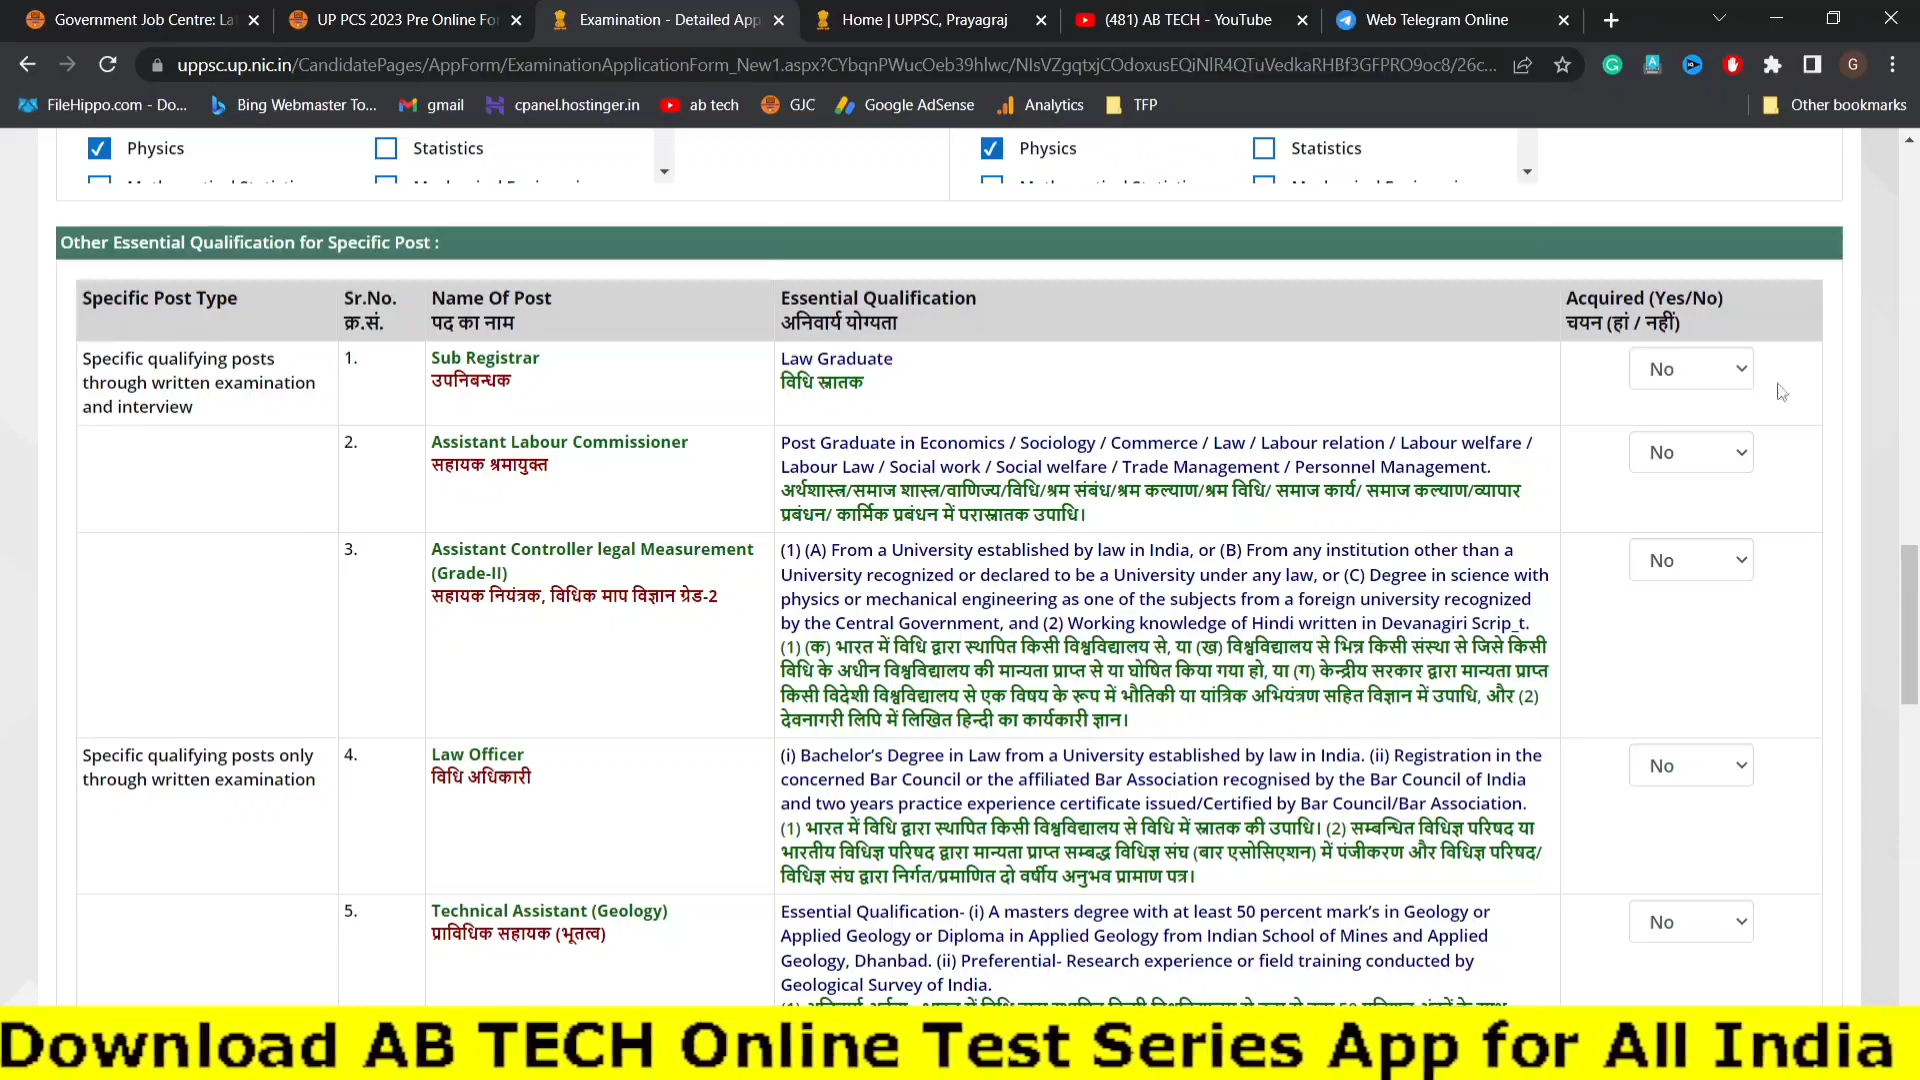 Government Job Centre: La
UP PCS 2023 Pre Online Fo
Examination - Detailed App
Home | UPPSC, Prayagraj
(481) AB TECH - YouTube
Web Telegram Online
uppsc.up.nic.in/CandidatePages/AppForm/ExaminationApplicationForm_New1.aspx?CYbqnPWucOeb39hlwc/NlsVZgqtxjCOdoxusEQiNlR4QTuVedkaRHBf3GFPRO9oc8/26c...
G
FileHippo.com - Do...
Bing Webmaster To...
gmail
cpanel.hostinger.in
ab tech
GJC
Google AdSense
Analytics
TFP
Other bookmarks
Physics
Statistics
Physics
Statistics
Other Essential Qualification for Specific Post :
Specific Post Type
Sr.No.
क्र.सं.
Name Of Post
पद का नाम
Essential Qualification
अनिवार्य योग्यता
Acquired (Yes/No)
चयन (हां / नहीं)
Specific qualifying posts
through written examination
and interview
1.
Sub Registrar
उपनिबन्धक
Law Graduate
विधि स्नातक
No
2.
Assistant Labour Commissioner
सहायक श्रमायुक्त
Post Graduate in Economics / Sociology / Commerce / Law / Labour relation / Labour welfare /
Labour Law / Social work / Social welfare / Trade Management / Personnel Management.
अर्थशास्त्र/समाज शास्त्र/वाणिज्य/विधि/श्रम संबंध/श्रम कल्याण/श्रम विधि/ समाज कार्य/ समाज कल्याण/व्यापार
प्रबंधन/ कार्मिक प्रबंधन में परास्नातक उपाधि।
No
3.
Assistant Controller legal Measurement
(Grade-II)
सहायक नियंत्रक, विधिक माप विज्ञान ग्रेड-2
(1) (A) From a University established by law in India, or (B) From any institution other than a
University recognized or declared to be a University under any law, or (C) Degree in science with
physics or mechanical engineering as one of the subjects from a foreign university recognized
by the Central Government, and (2) Working knowledge of Hindi written in Devanagiri Scrip_t.
(1) (क) भारत में विधि द्वारा स्थापित किसी विश्वविद्यालय से, या (ख) विश्वविद्यालय से भिन्न किसी संस्था से जिसे किसी
विधि के अधीन विश्वविद्यालय की मान्यता प्राप्त से या घोषित किया गया हो, या (ग) केन्द्रीय सरकार द्वारा मान्यता प्राप्त
किसी विदेशी विश्वविद्यालय से एक विषय के रूप में भौतिकी या यांत्रिक अभियंत्रण सहित विज्ञान में उपाधि, और (2)
देवनागरी लिपि में लिखित हिन्दी का कार्यकारी ज्ञान।
No
Specific qualifying posts only
through written examination
4.
Law Officer
विधि अधिकारी
(i) Bachelor’s Degree in Law from a University established by law in India. (ii) Registration in the
concerned Bar Council or the affiliated Bar Association recognised by the Bar Council of India
and two years practice experience certificate issued/Certified by Bar Council/Bar Association.
(1) भारत में विधि द्वारा स्थापित किसी विश्वविद्यालय से विधि में स्नातक की उपाधि। (2) सम्बन्धित विधिज्ञ परिषद या
भारतीय विधिज्ञ परिषद द्वारा मान्यता प्राप्त सम्बद्ध विधिज्ञ संघ (बार एसोसिएशन) में पंजीकरण और विधिज्ञ परिषद/
विधिज्ञ संघ द्वारा निर्गत/प्रमाणित दो वर्षीय अनुभव प्रामाण पत्र।
No
5.
Technical Assistant (Geology)
प्राविधिक सहायक (भूतत्व)
Essential Qualification- (i) A masters degree with at least 50 percent mark’s in Geology or
Applied Geology or Diploma in Applied Geology from Indian School of Mines and Applied
Geology, Dhanbad. (ii) Preferential- Research experience or field training conducted by
Geological Survey of India.
No
Download AB TECH Online Test Series App for All India